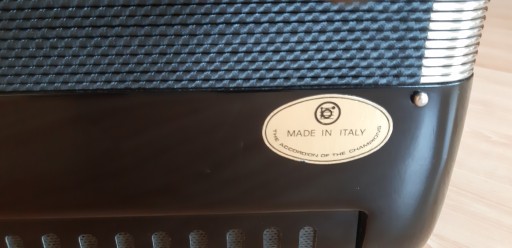 MADE IN ITALY
THE ACCORDION OF THE CHAMPIONS